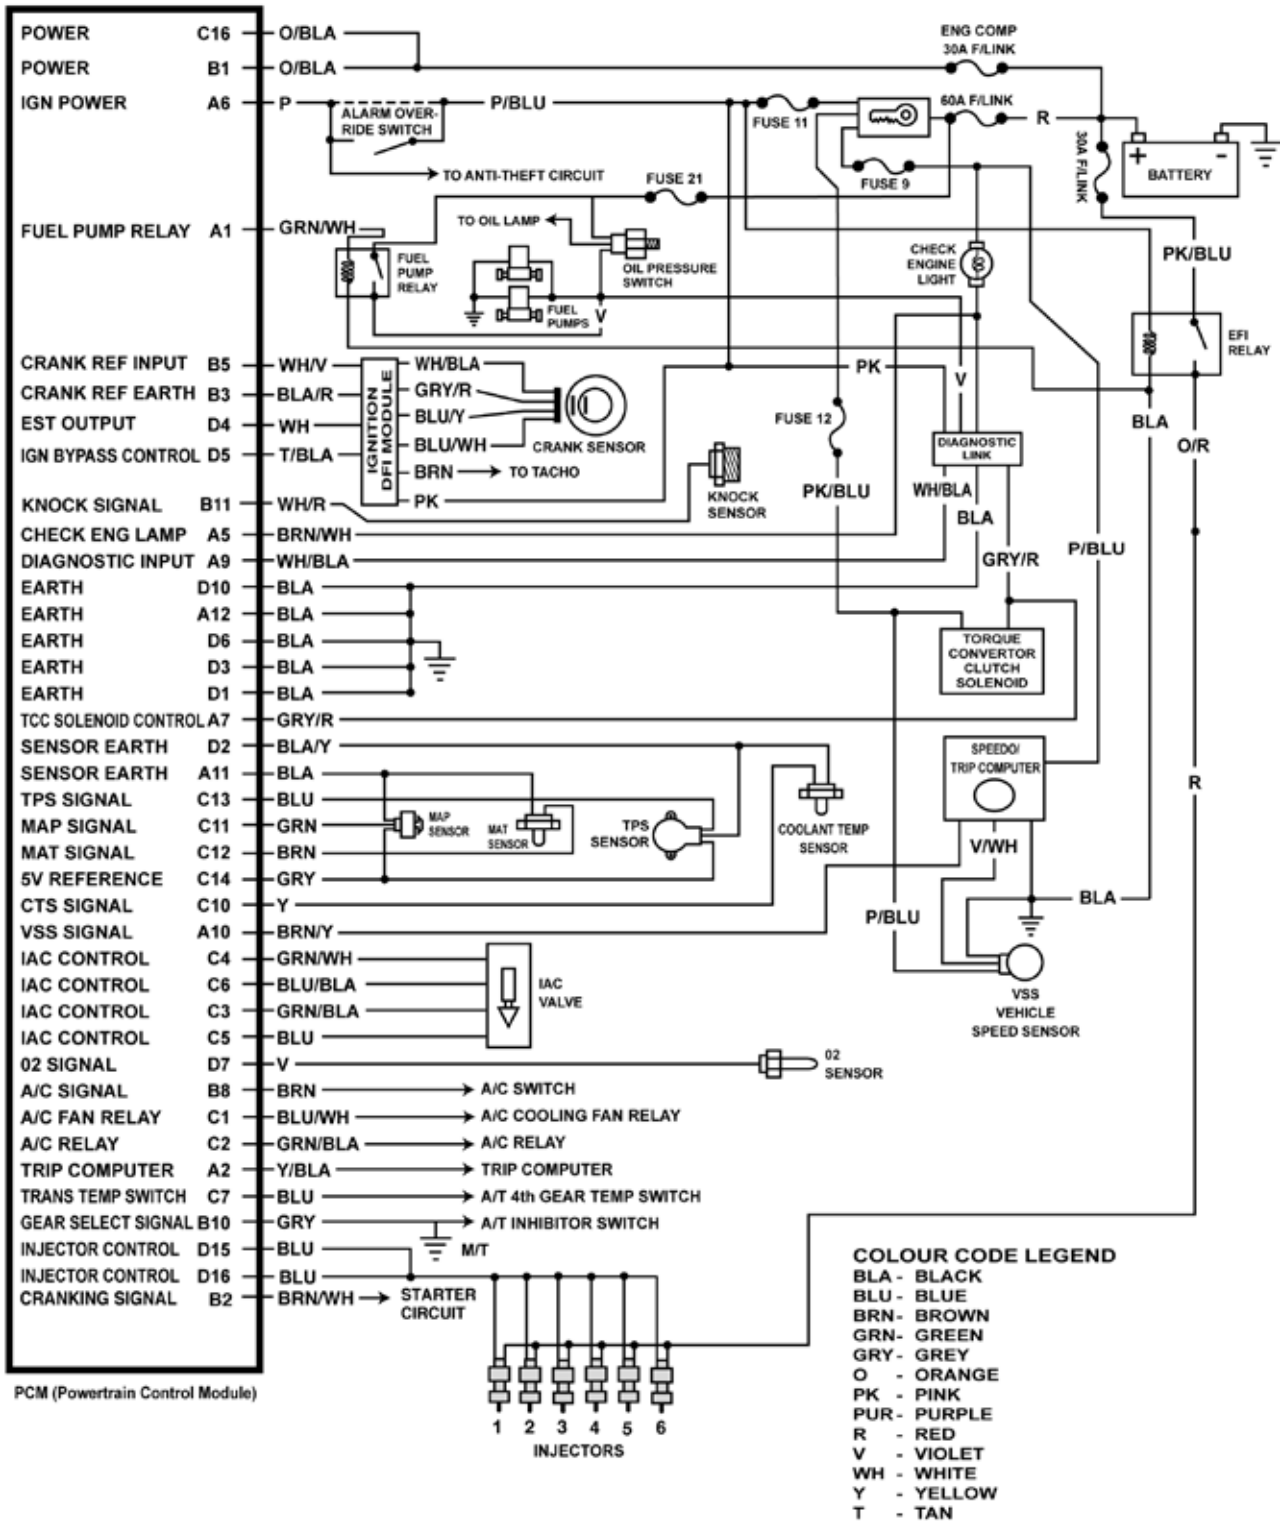 POWER C16 O/BLA
POWER B1 O/BLA
IGN POWER A6 P P/BLU
ENG COMP
30A F/LINK
ALARM OVER-
RIDE SWITCH
FUSE 11
60A F/LINK
R
30A F/LINK
+ -
BATTERY
TO ANTI-THEFT CIRCUIT
FUSE 21
FUSE 9
FUEL PUMP RELAY A1 GRN/WH
TO OIL LAMP
FUEL
PUMP
RELAY
OIL PRESSURE
SWITCH
FUEL
PUMPS
V
CHECK
ENGINE
LIGHT
PK/BLU
EFI
RELAY
CRANK REF INPUT B5 WH/V
CRANK REF EARTH B3 BLA/R
EST OUTPUT D4 WH
IGN BYPASS CONTROL D5 T/BLA
IGNITION
DFI MODULE
WH/BLA
GRY/R
BLU/Y
BLU/WH
BRN TO TACHO
PK
CRANK SENSOR
PK
V
FUSE 12
BLA
O/R
DIAGNOSTIC
LINK
KNOCK
SENSOR
PK/BLU
WH/BLA
BLA
GRY/R
P/BLU
KNOCK SIGNAL B11 WH/R
CHECK ENG LAMP A5 BRN/WH
DIAGNOSTIC INPUT A9 WH/BLA
EARTH D10 BLA
EARTH A12 BLA
EARTH D6 BLA
EARTH D3 BLA
EARTH D1 BLA
TORQUE
CONVERTOR
CLUTCH
SOLENOID
TCC SOLENOID CONTROL A7 GRY/R
SENSOR EARTH D2 BLA/Y
SENSOR EARTH A11 BLA
TPS SIGNAL C13 BLU
MAP SIGNAL C11 GRN
MAT SIGNAL C12 BRN
5V REFERENCE C14 GRY
CTS SIGNAL C10 Y
VSS SIGNAL A10 BRN/Y
MAP
SENSOR
MAT
SENSOR
TPS
SENSOR
COOLANT TEMP
SENSOR
SPEEDO/
TRIP COMPUTER
V/WH
R
BLA
P/BLU
VSS
VEHICLE
SPEED SENSOR
IAC CONTROL C4 GRN/WH
IAC CONTROL C6 BLU/BLA
IAC CONTROL C3 GRN/BLA
IAC CONTROL C5 BLU
IAC
VALVE
02 SIGNAL D7 V
02
SENSOR
A/C SIGNAL B8 BRN A/C SWITCH
A/C FAN RELAY C1 BLU/WH A/C COOLING FAN RELAY
A/C RELAY C2 GRN/BLA A/C RELAY
TRIP COMPUTER A2 Y/BLA TRIP COMPUTER
TRANS TEMP SWITCH C7 BLU A/T 4th GEAR TEMP SWITCH
GEAR SELECT SIGNAL B10 GRY A/T INHIBITOR SWITCH
M/T
INJECTOR CONTROL D15 BLU
INJECTOR CONTROL D16 BLU
CRANKING SIGNAL B2 BRN/WH STARTER
CIRCUIT
PCM (Powertrain Control Module)
1 2 3 4 5 6
INJECTORS
COLOUR CODE LEGEND
BLA - BLACK
BLU - BLUE
BRN - BROWN
GRN- GREEN
GRY - GREY
O - ORANGE
PK - PINK
PUR - PURPLE
R - RED
V - VIOLET
WH - WHITE
Y - YELLOW
T - TAN